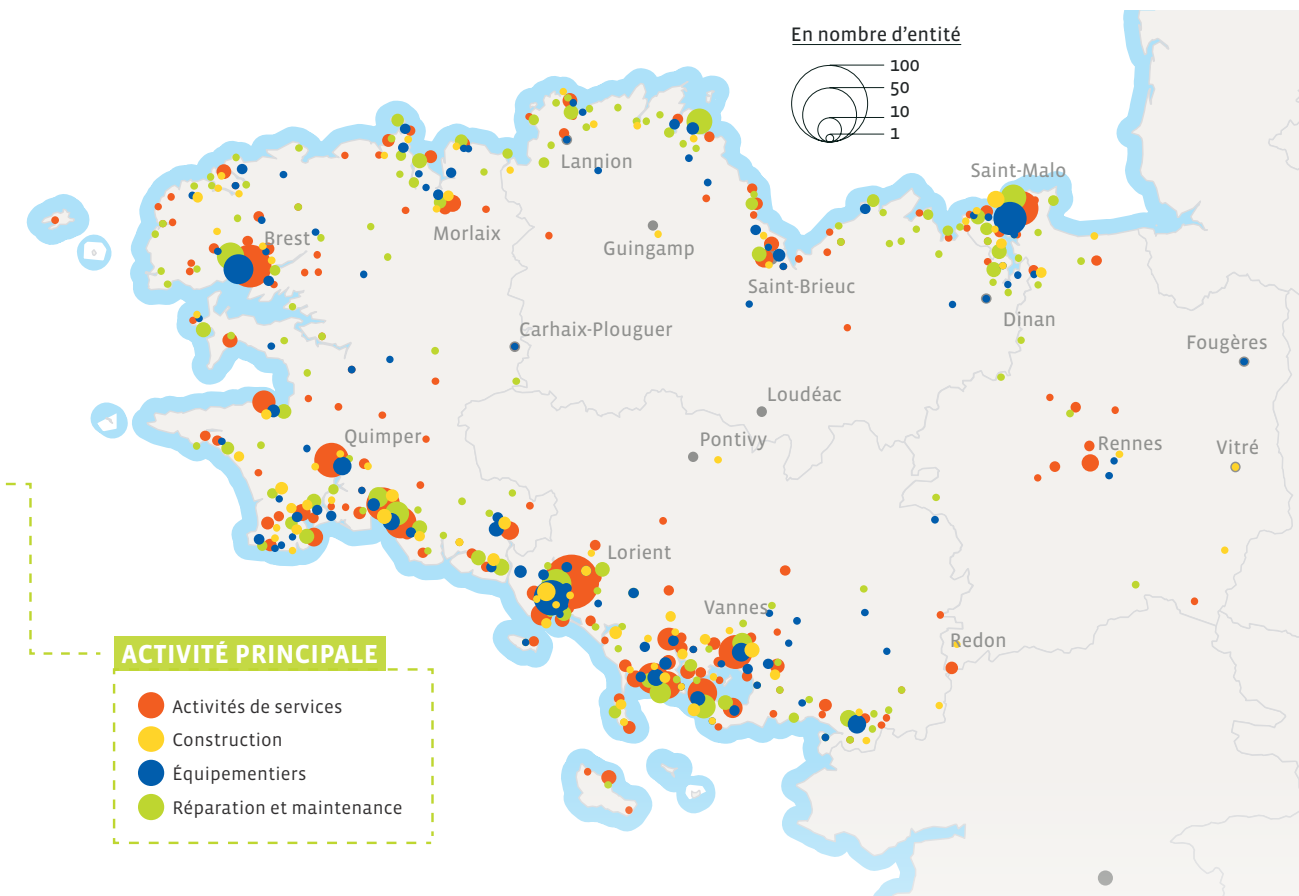 En nombre d’entité
100
50
10
1
Saint-Malo
Lannion
Morlaix
Brest
Guingamp
Saint-Brieuc
Dinan
Carhaix-Plouguer
Fougères
Loudéac
Quimper
Pontivy
Rennes
Vitré
Lorient
Vannes
Redon
ACTIVITÉ PRINCIPALE
Activités de services
Construction
Équipementiers
Réparation et maintenance